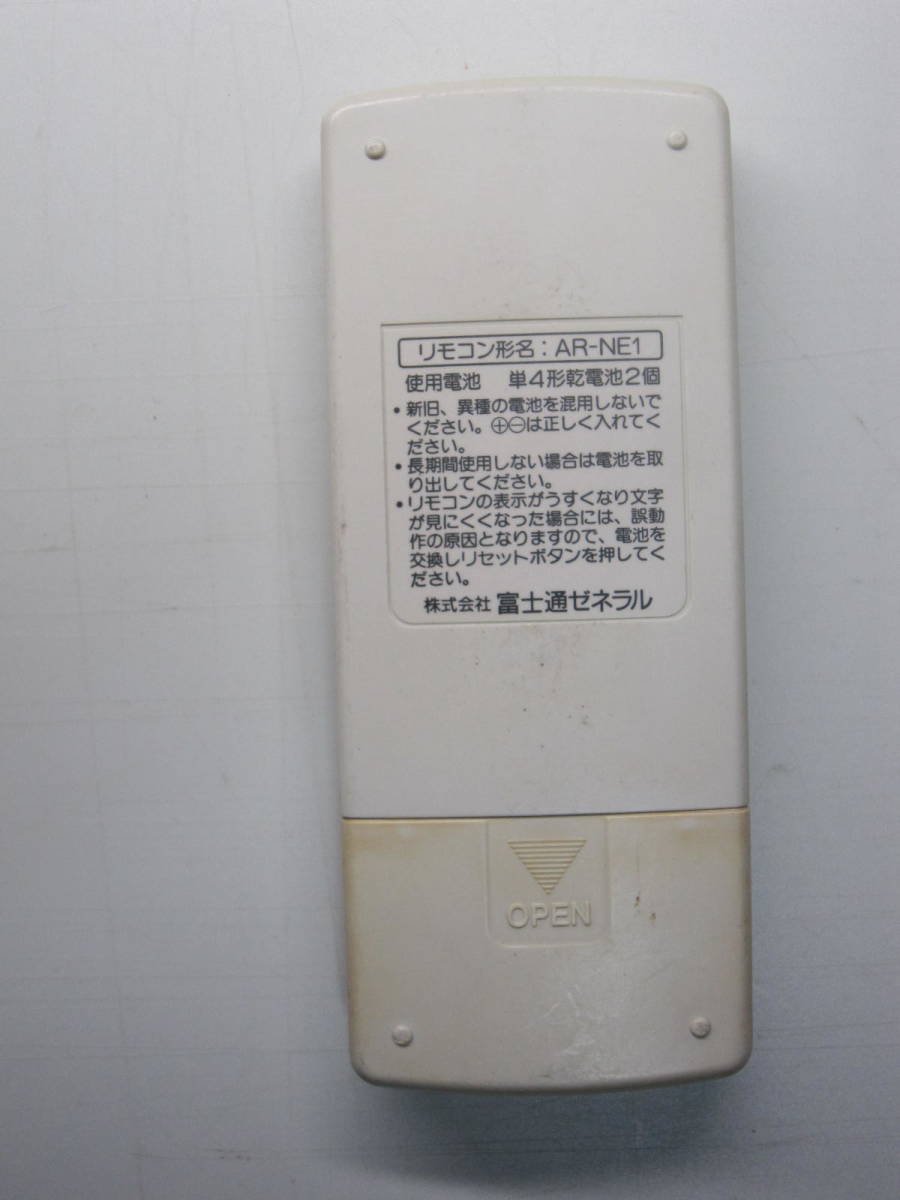 リモコン形名：AR-NE1
使用電池　単4形乾電池2個
・新旧、異種の電池を混用しないで
ください。⊕⊖は正しく入れてく
ださい。
・長期間使用しない場合は電池を取
り出してください。
・リモコンの表示がうすくなり文字
が見にくくなった場合には、誤動
作の原因となりますので、電池を
交換しリセットボタンを押してく
ださい。
株式会社 富士通ゼネラル
OPEN